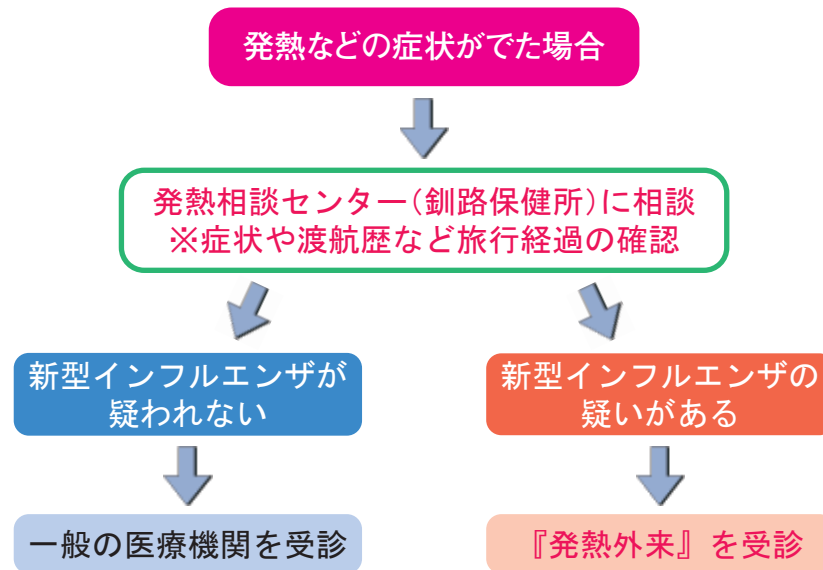 発熱などの症状がでた場合
発熱相談センター（釧路保健所）に相談
※症状や渡航歴など旅行経過の確認
新型インフルエンザが
疑われない
新型インフルエンザの
疑いがある
一般の医療機関を受診
『発熱外来』を受診